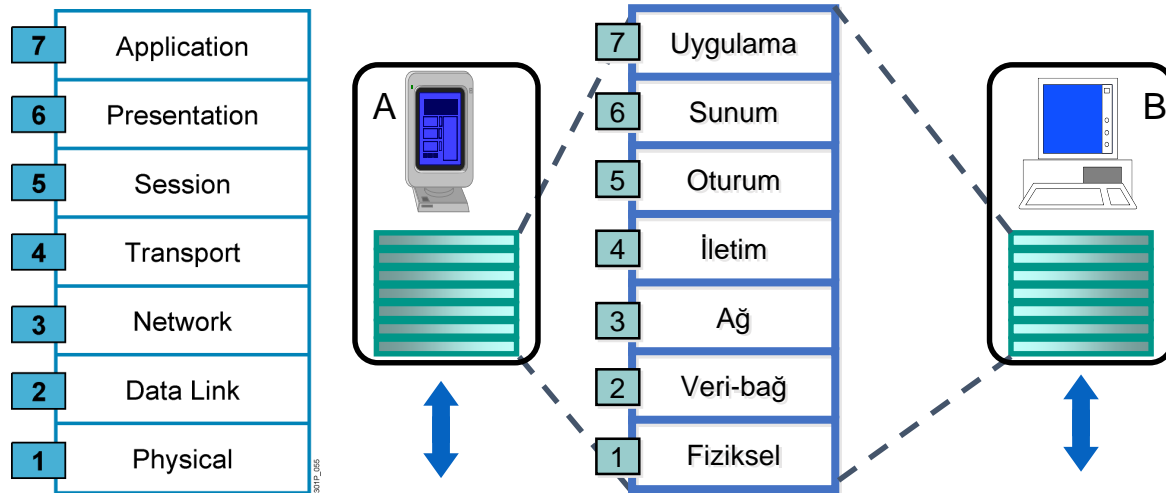 7 Application
6 Presentation
5 Session
4 Transport
3 Network
2 Data Link
1 Physical
301P_055
A
7 Uygulama
6 Sunum
5 Oturum
4 İletim
3 Ağ
2 Veri-bağ
1 Fiziksel
B